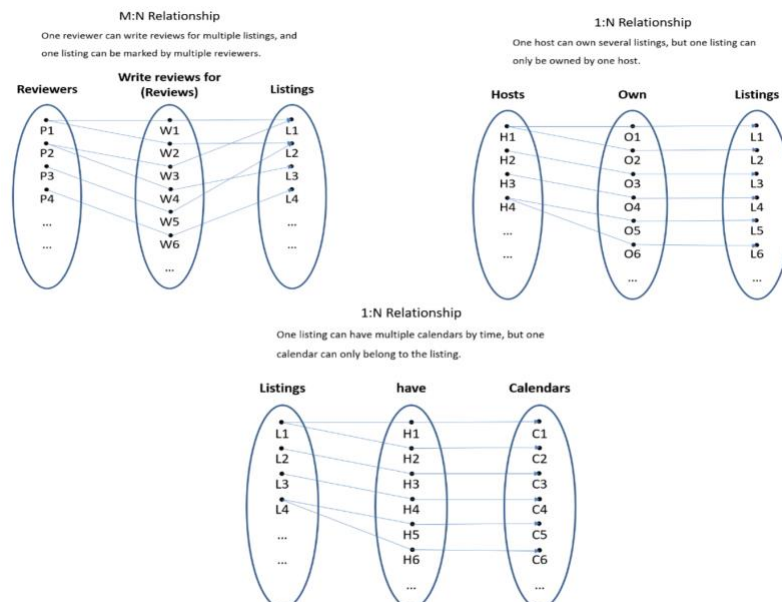 M:N Relationship
One reviewer can write reviews for multiple listings, and
one listing can be marked by multiple reviewers.
Reviewers
Write reviews for
(Reviews)
Listings
P1
P2
P3
P4
...
...
W1
W2
W3
W4
W5
W6
...
L1
L2
L3
L4
...
...
1:N Relationship
One host can own several listings, but one listing can
only be owned by one host.
Hosts
Own
Listings
H1
H2
H3
H4
...
...
O1
O2
O3
O4
O5
O6
...
L1
L2
L3
L4
L5
L6
...
1:N Relationship
One listing can have multiple calendars by time, but one
calendar can only belong to the listing.
Listings
have
Calendars
L1
L2
L3
L4
...
...
H1
H2
H3
H4
H5
H6
...
C1
C2
C3
C4
C5
C6
...